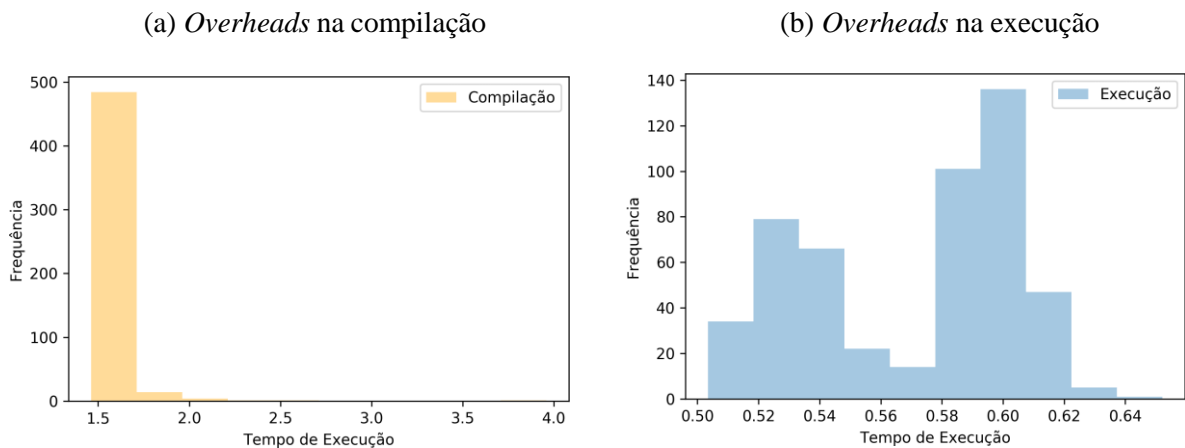 (a) Overheads na compilação
(b) Overheads na execução
500
400
300
200
100
0
Frequência
Compilação
1.5 2.0 2.5 3.0 3.5 4.0
Tempo de Execução
140
120
100
80
60
40
20
0
Frequência
Execução
0.50 0.52 0.54 0.56 0.58 0.60 0.62 0.64
Tempo de Execução